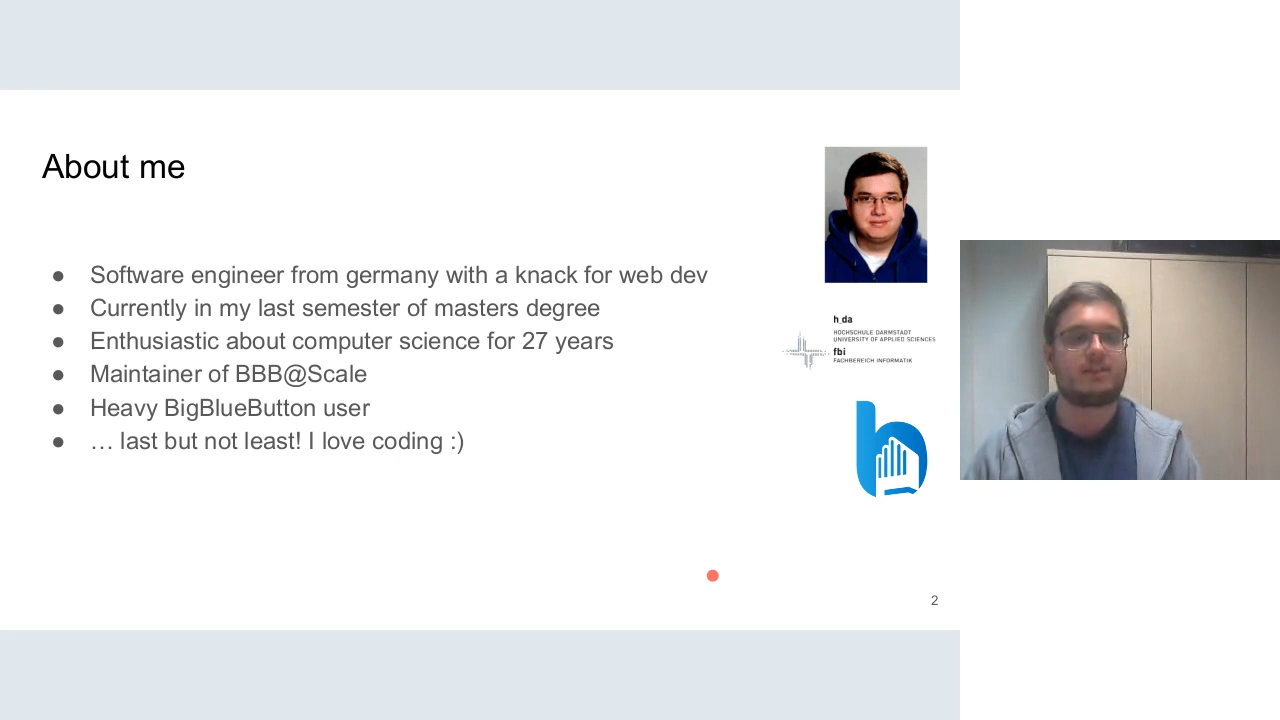 About me
● Software engineer from germany with a knack for web dev
● Currently in my last semester of masters degree
● Enthusiastic about computer science for 27 years
● Maintainer of BBB@Scale
● Heavy BigBlueButton user
● … last but not least! I love coding :)
h_da
HOCHSCHULE DARMSTADT
UNIVERSITY OF APPLIED SCIENCES
fbi
FACHBEREICH INFORMATIK
b
2